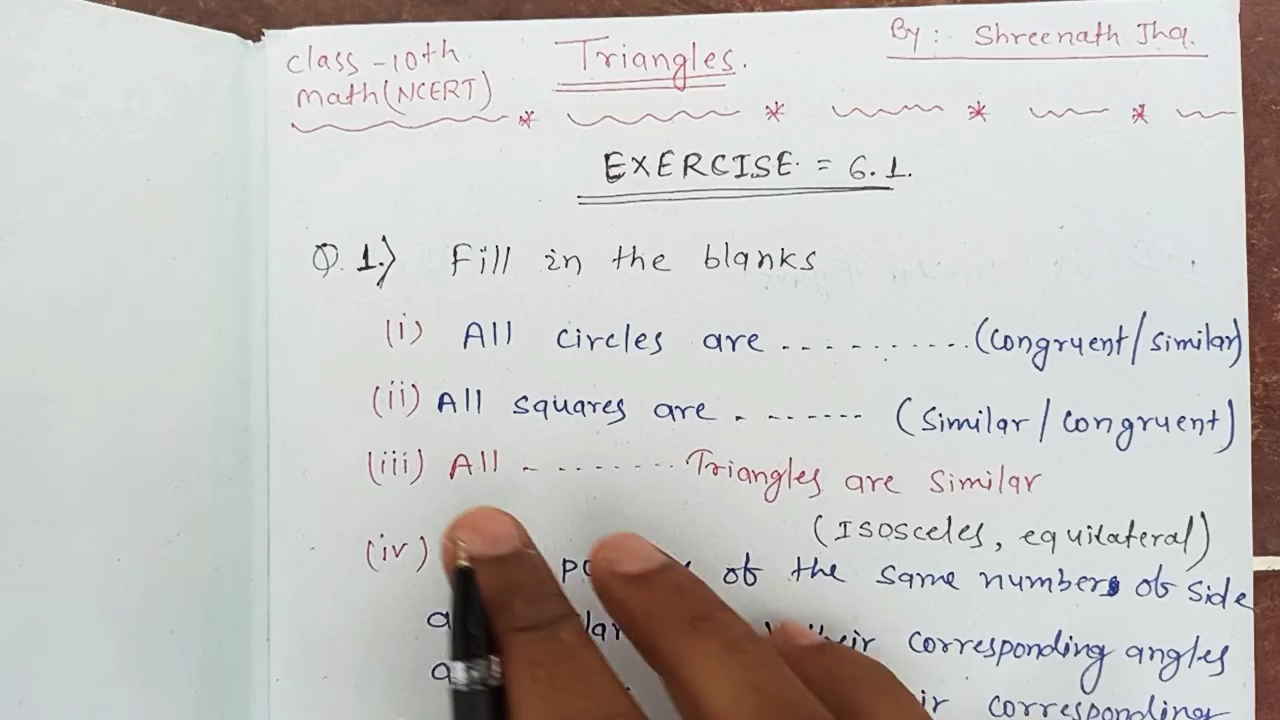 class -10th
math(NCERT)
Triangles.
By:- Shreenath Jha.
EXERCISE = 6.1.
Q.1.) Fill in the blanks
(i) All circles are .......... (congruent/similar)
(ii) All squares are ........ (similar/congruent)
(iii) All ......... Triangles are similar
(Isosceles, equilateral)
(iv) of the same numbers of side
their corresponding angles
corresponding